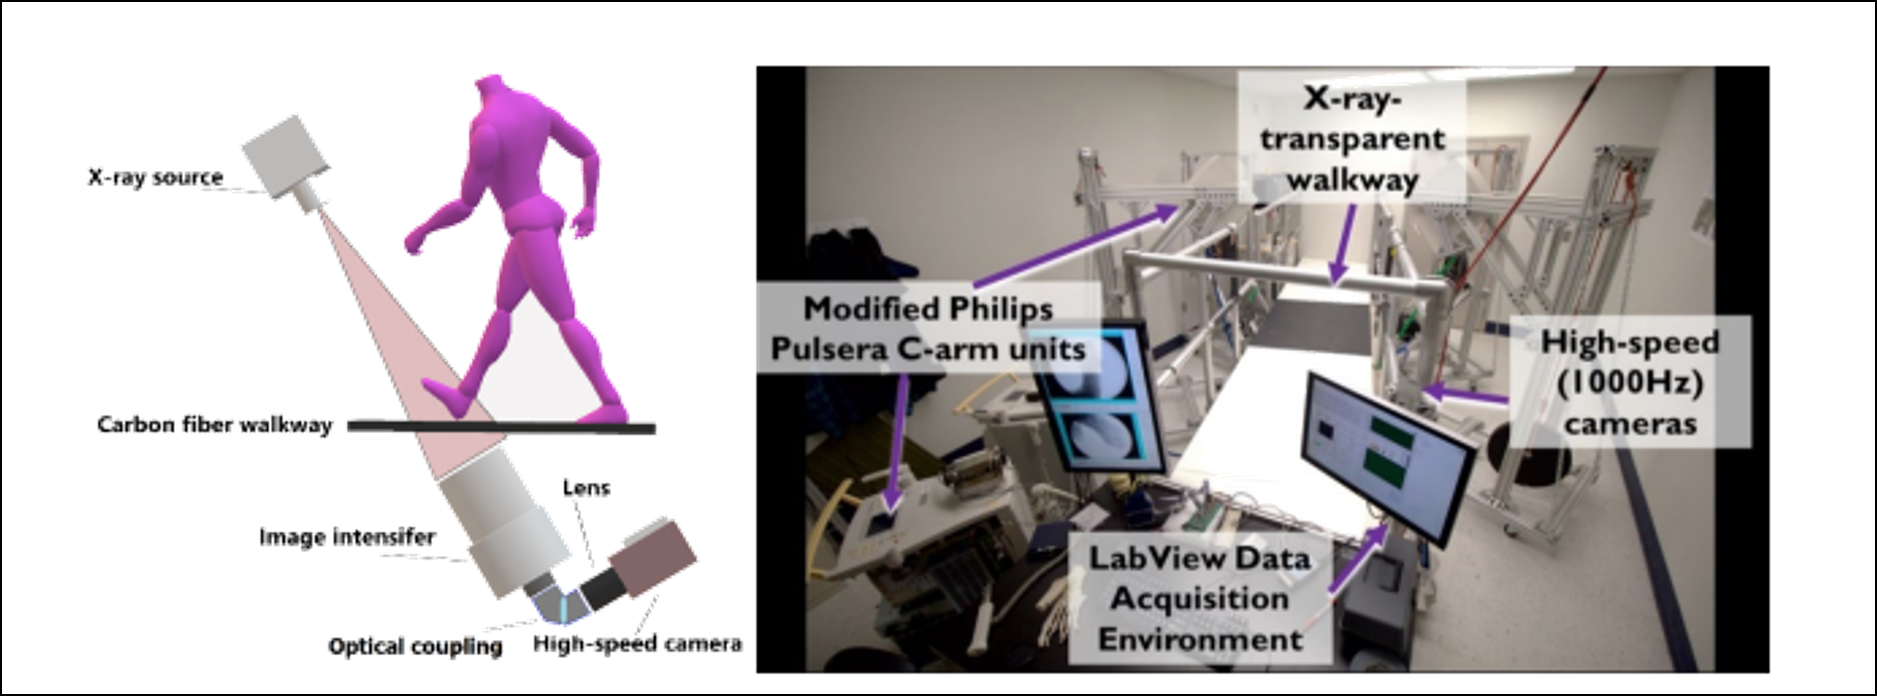 X-ray source
Carbon fiber walkway
Lens
Image intensifer
Optical coupling
High-speed camera
X-ray-
transparent
walkway
Modified Philips
Pulsera C-arm units
High-speed
(1000Hz)
cameras
LabView Data
Acquisition
Environment